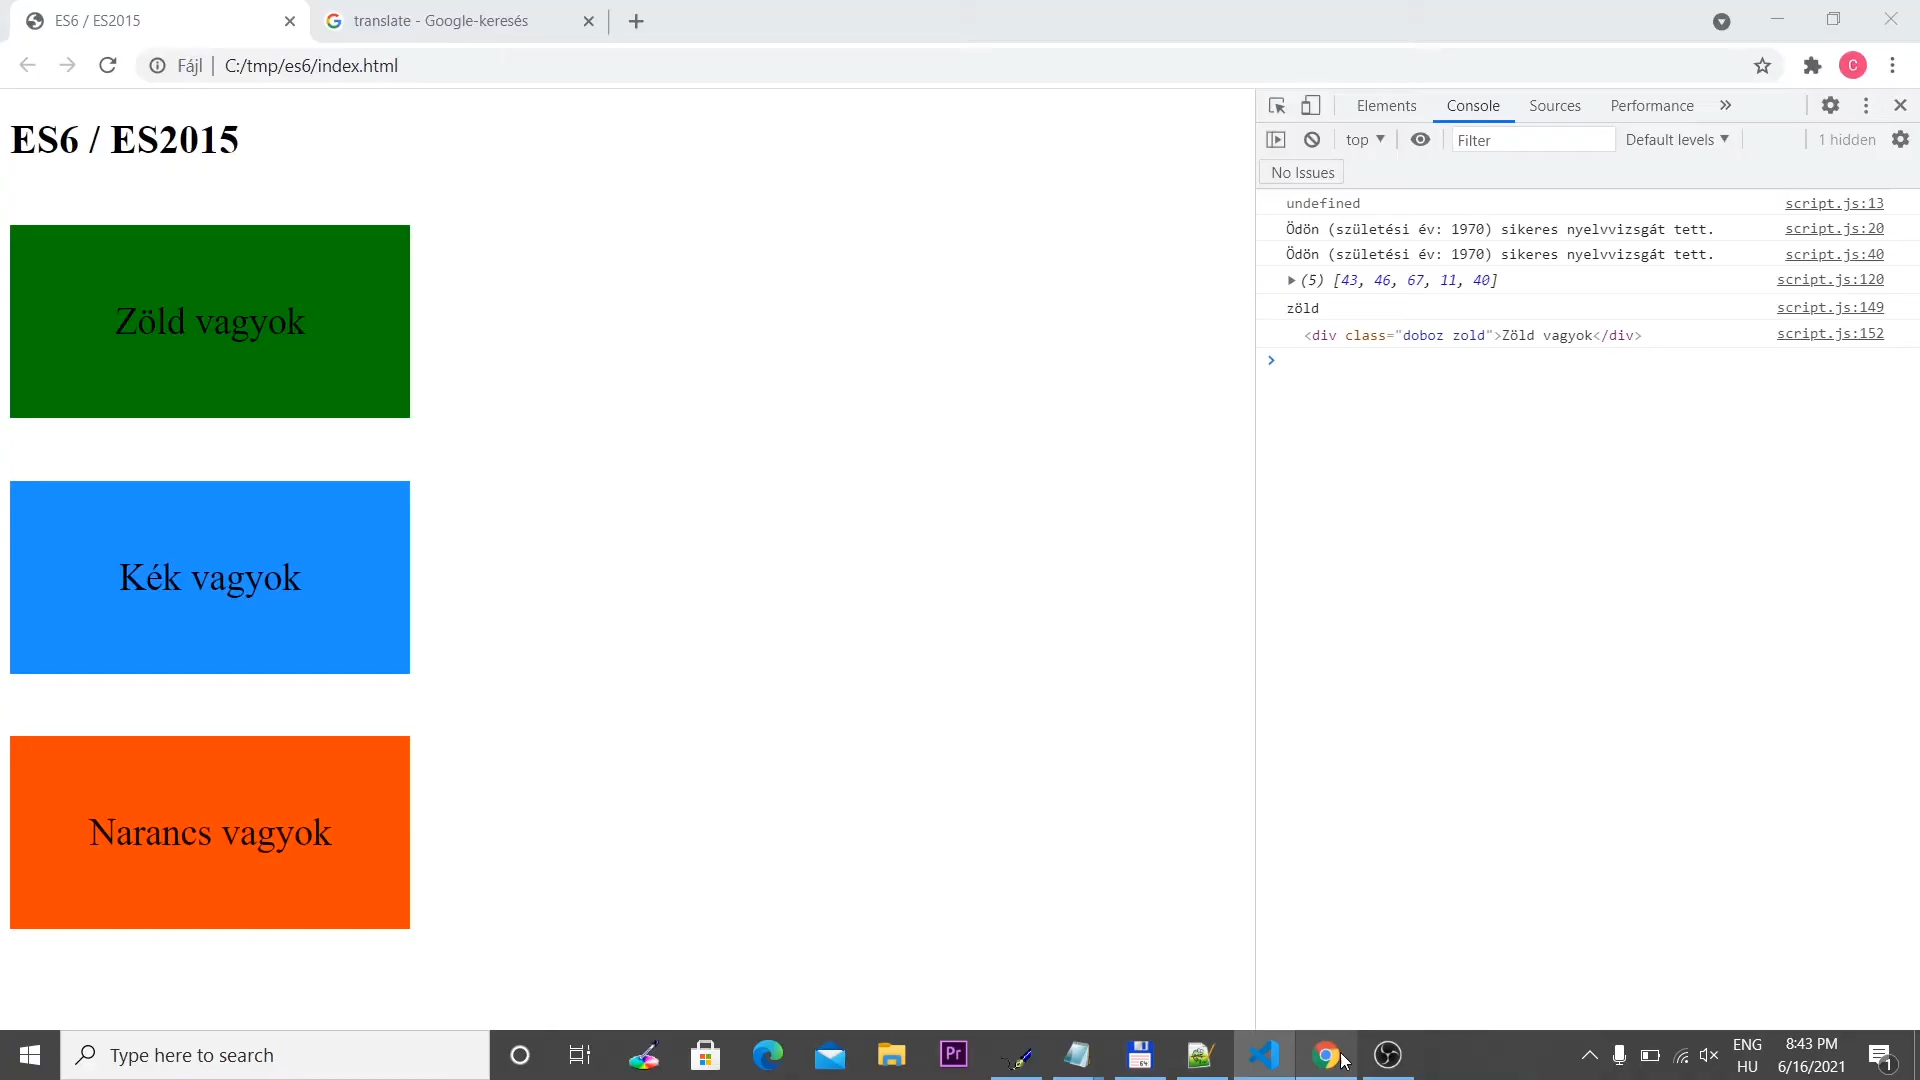 ES6 / ES2015
translate - Google-keresés
Fájl | C:/tmp/es6/index.html
C
ES6 / ES2015
Zöld vagyok
Kék vagyok
Narancs vagyok
Elements Console Sources Performance
top Filter Default levels 1 hidden
No Issues
undefined script.js:13
Ödön (születési év: 1970) sikeres nyelvvizsgát tett. script.js:20
Ödön (születési év: 1970) sikeres nyelvvizsgát tett. script.js:40
(5) [43, 46, 67, 11, 40] script.js:120
zöld script.js:149
<div class="doboz zold">Zöld vagyok</div> script.js:152
Type here to search
Pr
64
ENG
HU
8:43 PM
6/16/2021
1